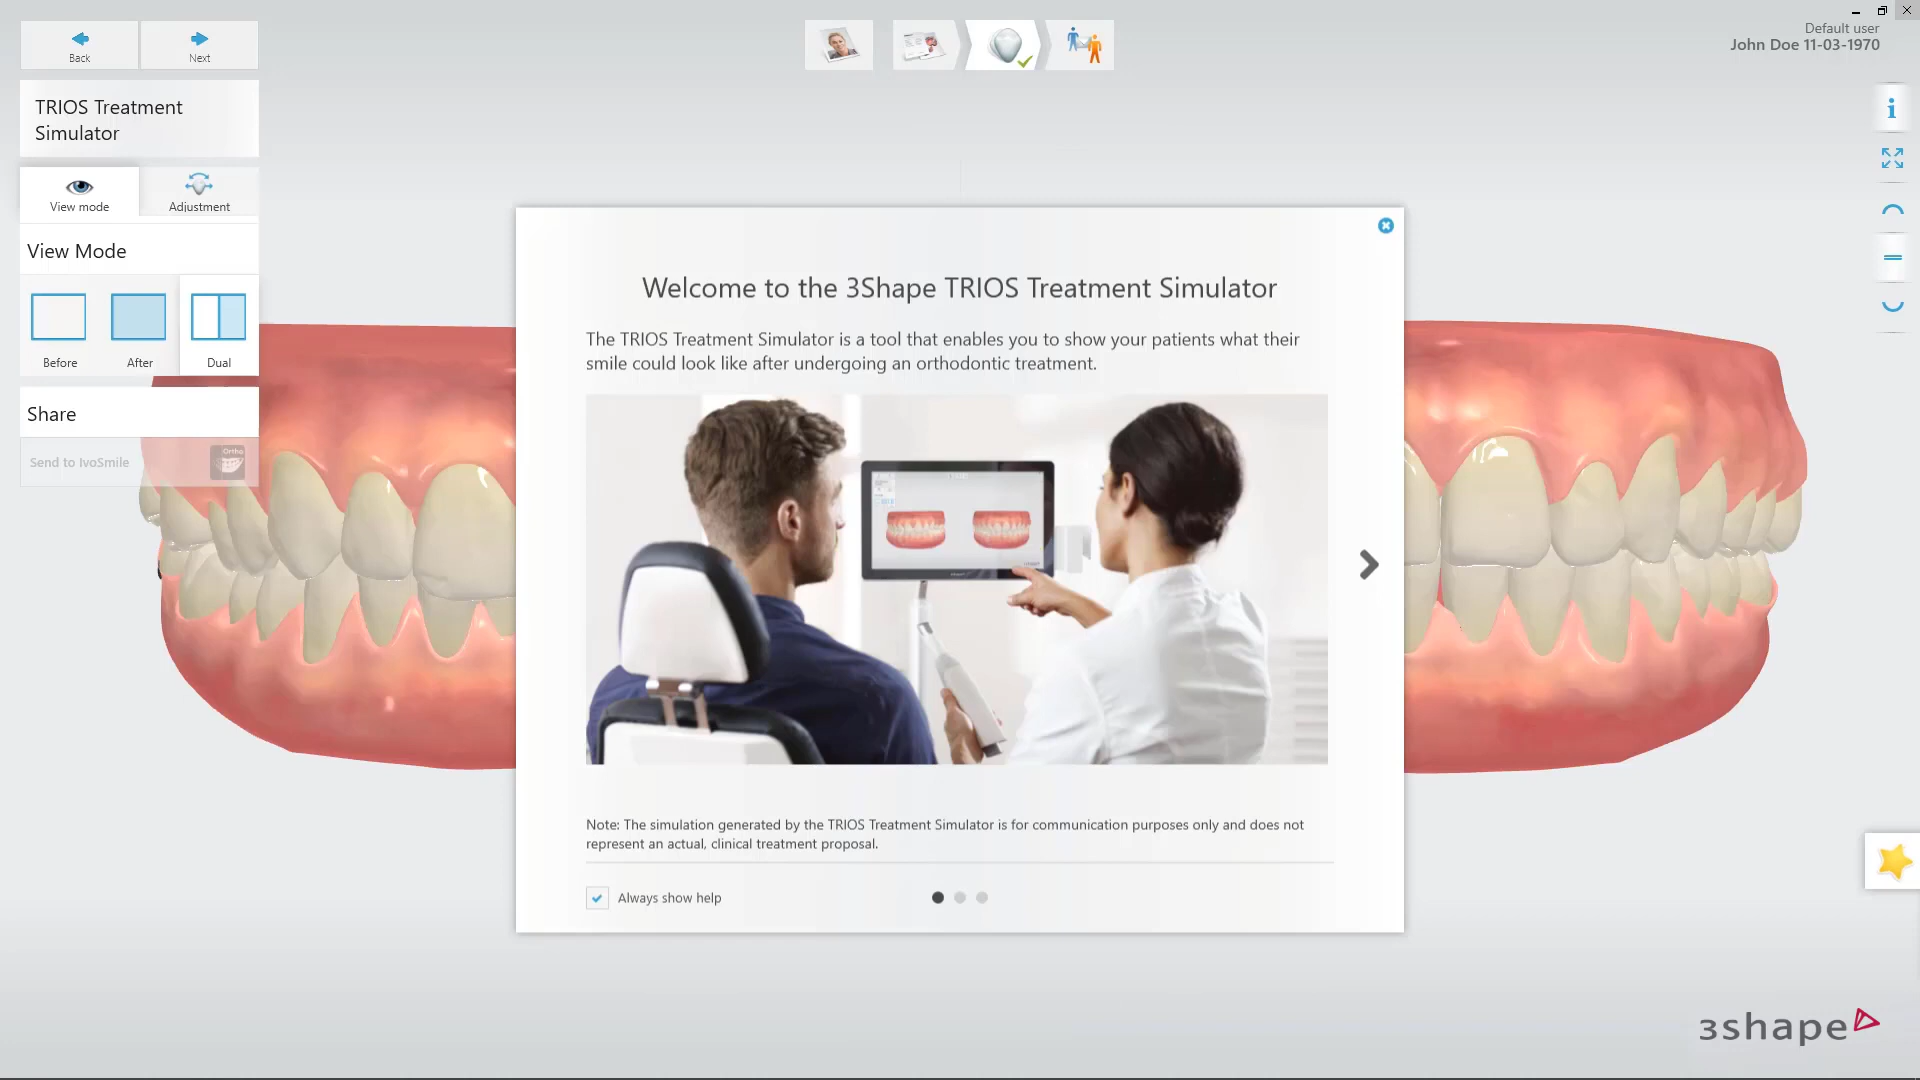 Default user
John Doe 11-03-1970
Back
Next
TRIOS Treatment
Simulator
View mode
Adjustment
View Mode
Before
After
Dual
Share
Send to IvoSmile
Ortho
Welcome to the 3Shape TRIOS Treatment Simulator
The TRIOS Treatment Simulator is a tool that enables you to show your patients what their
smile could look like after undergoing an orthodontic treatment.
Note: The simulation generated by the TRIOS Treatment Simulator is for communication purposes only and does not
represent an actual, clinical treatment proposal.
Always show help
3shape